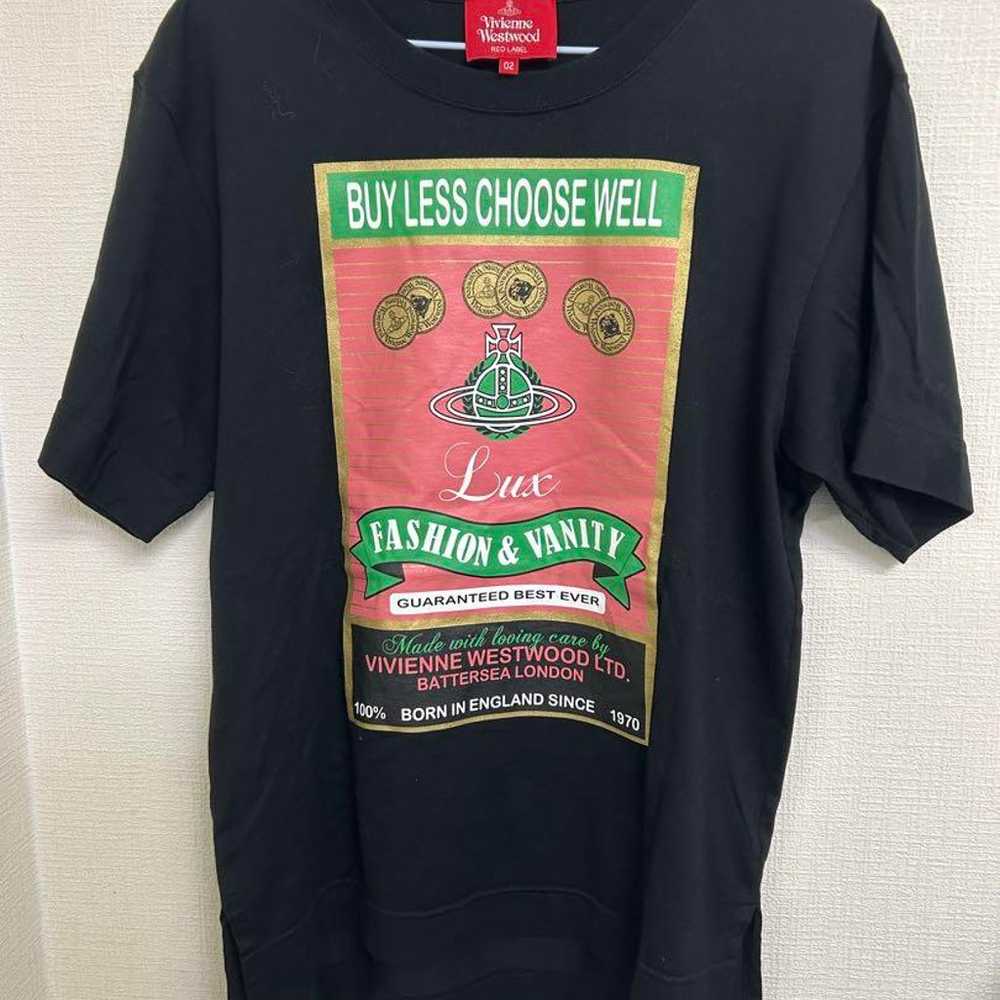 Vivienne
Westwood
RED LABEL
02
BUY LESS CHOOSE WELL
Lux
FASHION & VANITY
GUARANTEED BEST EVER
Made with loving care by
VIVIENNE WESTWOOD LTD.
BATTERSEA LONDON
100% BORN IN ENGLAND SINCE 1970